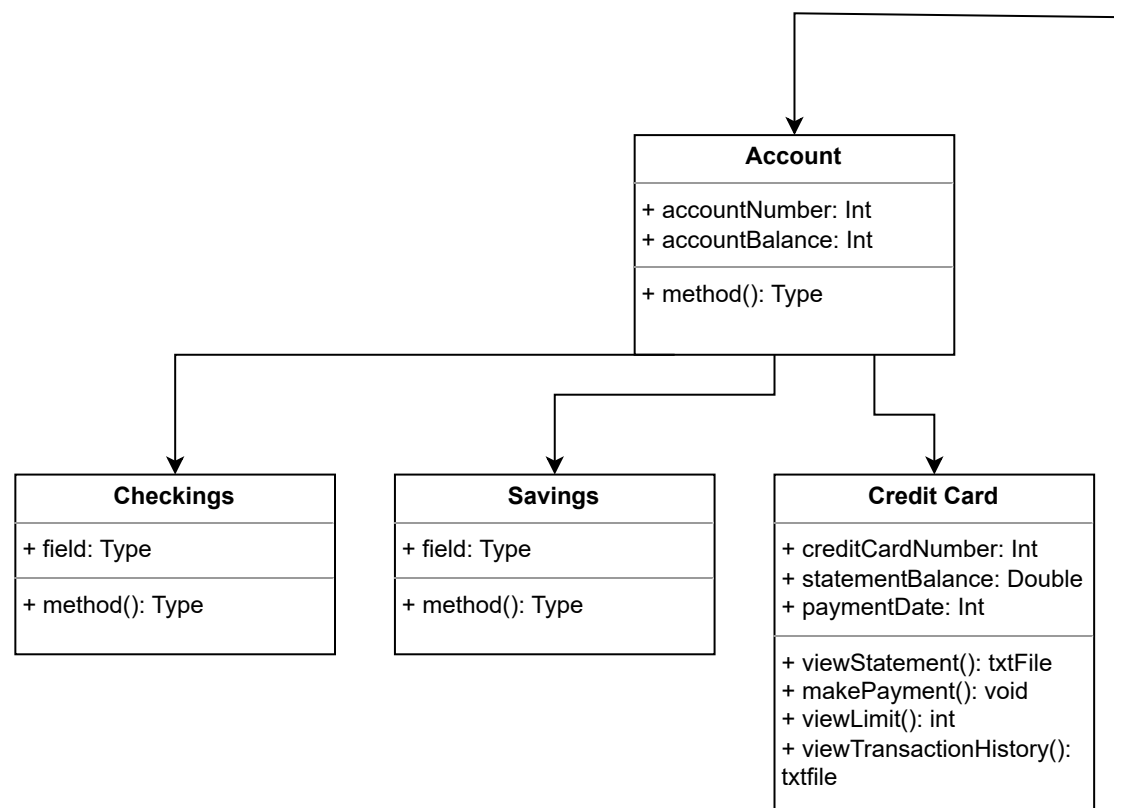 Account
+ accountNumber: Int
+ accountBalance: Int
+ method(): Type
Checkings
+ field: Type
+ method(): Type
Savings
+ field: Type
+ method(): Type
Credit Card
+ creditCardNumber: Int
+ statementBalance: Double
+ paymentDate: Int
+ viewStatement(): txtFile
+ makePayment(): void
+ viewLimit(): int
+ viewTransactionHistory():
txtfile